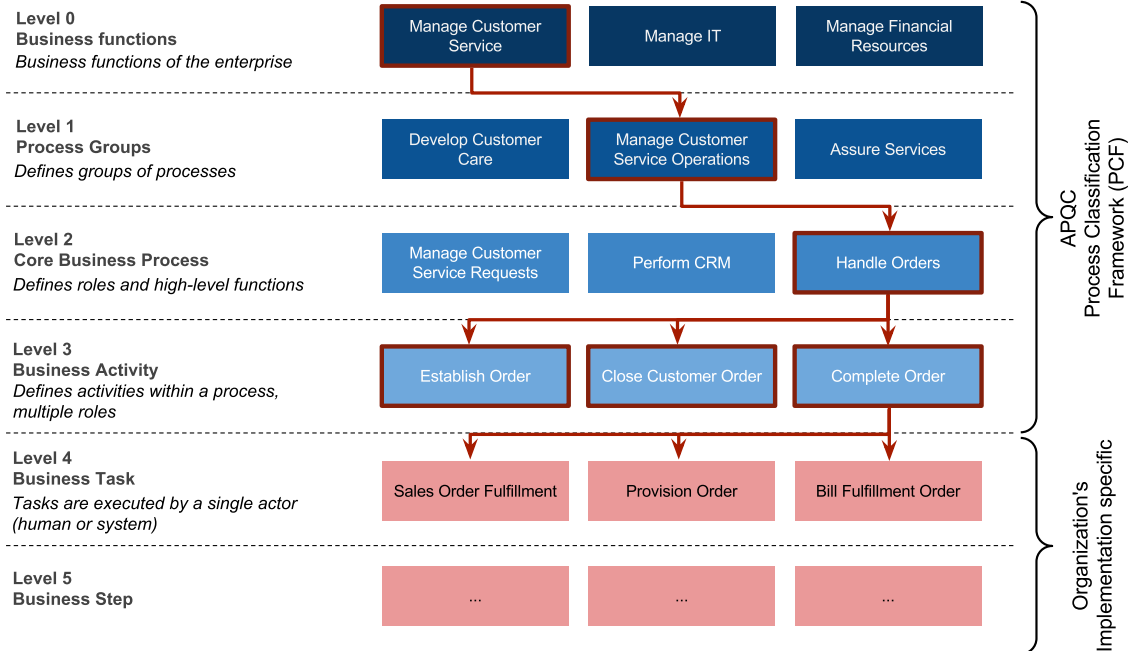 Level 0
Business functions
Business functions of the enterprise
Manage Customer
Service
Manage IT
Manage Financial
Resources
Level 1
Process Groups
Defines groups of processes
Develop Customer
Care
Manage Customer
Service Operations
Assure Services
Level 2
Core Business Process
Defines roles and high-level functions
Manage Customer
Service Requests
Perform CRM
Handle Orders
Level 3
Business Activity
Defines activities within a process,
multiple roles
Establish Order
Close Customer Order
Complete Order
APQC
Process Classification
Framework (PCF)
Level 4
Business Task
Tasks are executed by a single actor
(human or system)
Sales Order Fulfillment
Provision Order
Bill Fulfillment Order
Level 5
Business Step
...
...
...
Organization's
Implementation specific